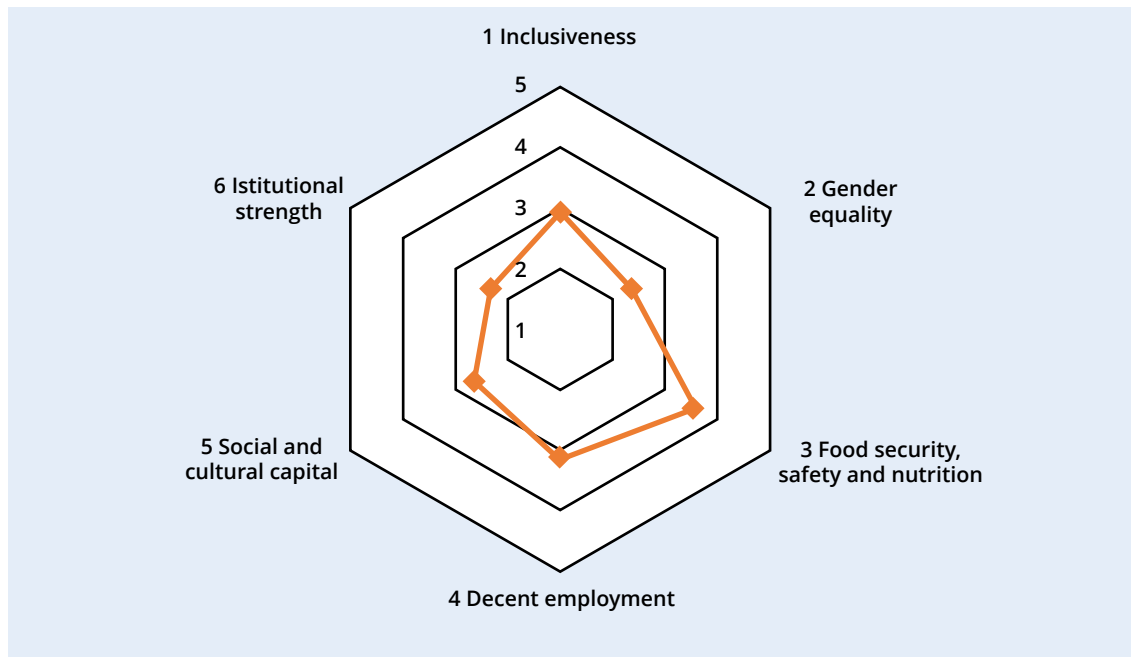 1 Inclusiveness
5
4
3
2
1
2 Gender
equality
3 Food security,
safety and nutrition
4 Decent employment
5 Social and
cultural capital
6 Istitutional
strength